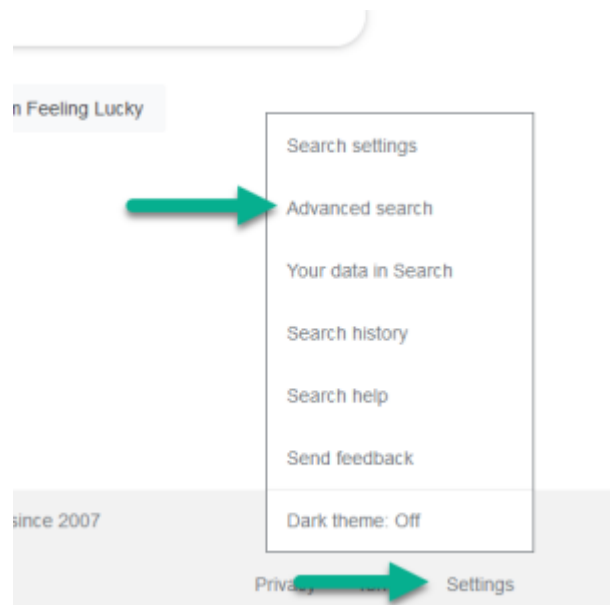 n Feeling Lucky
Search settings
Advanced search
Your data in Search
Search history
Search help
Send feedback
since 2007
Dark theme: Off
Settings